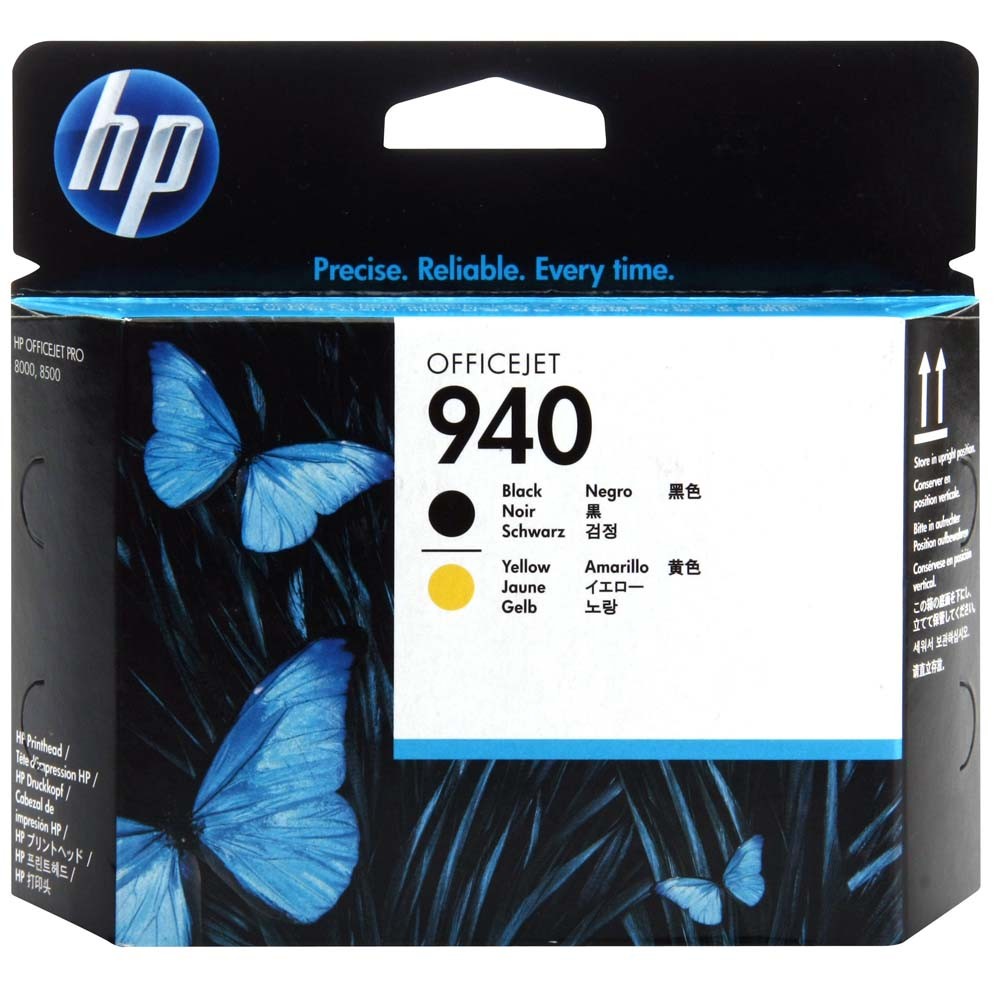 hp
Precise. Reliable. Every time.
HP OFFICEJET PRO
8000, 8500
OFFICEJET
940
Black Negro 黑色
Noir 黒
Schwarz 검정
Yellow Amarillo 黄色
Jaune イエロー
Gelb 노랑
Store in upright position.
Conserver en
position verticale.
Bitte in aufrechter
Position aufbewahren
Consérvese en posición
vertical.
この箱の底面を下にし、
立てて保管してください。
세워서 보관하십시오.
请直立存放.
HP Printhead /
Tête d'impression HP /
HP Druckkopf /
Cabezal de
impresión HP /
HP プリントヘッド /
HP 프린트헤드 /
HP 打印头